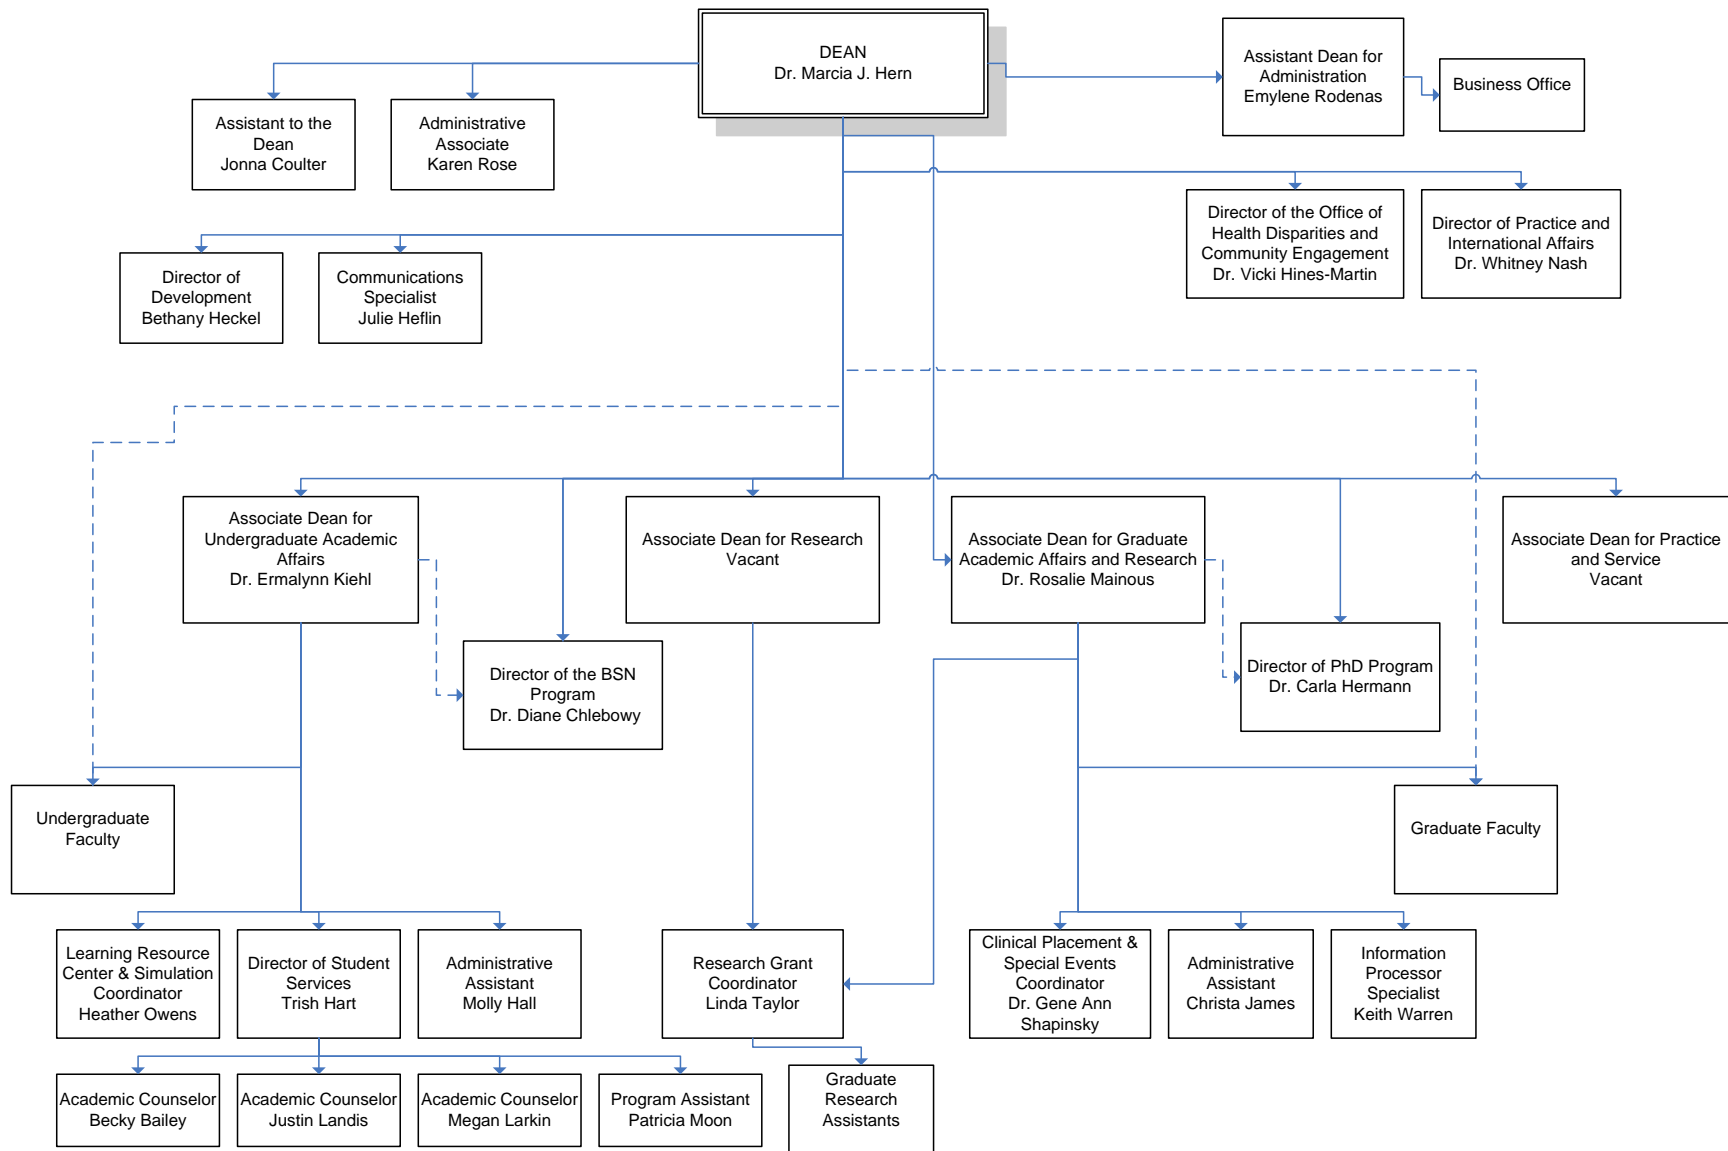 DEAN
Dr. Marcia J. Hern
Assistant Dean for
Administration
Emylene Rodenas
Business Office
Assistant to the
Dean
Jonna Coulter
Administrative
Associate
Karen Rose
Director of the Office of
Health Disparities and
Community Engagement
Dr. Vicki Hines-Martin
Director of Practice and
International Affairs
Dr. Whitney Nash
Director of
Development
Bethany Heckel
Communications
Specialist
Julie Heflin
Associate Dean for
Undergraduate Academic
Affairs
Dr. Ermalynn Kiehl
Associate Dean for Research
Vacant
Associate Dean for Graduate
Academic Affairs and Research
Dr. Rosalie Mainous
Associate Dean for Practice
and Service
Vacant
Director of the BSN
Program
Dr. Diane Chlebowy
Director of PhD Program
Dr. Carla Hermann
Undergraduate
Faculty
Graduate Faculty
Learning Resource
Center & Simulation
Coordinator
Heather Owens
Director of Student
Services
Trish Hart
Administrative
Assistant
Molly Hall
Research Grant
Coordinator
Linda Taylor
Clinical Placement &
Special Events
Coordinator
Dr. Gene Ann
Shapinsky
Administrative
Assistant
Christa James
Information
Processor
Specialist
Keith Warren
Academic Counselor
Becky Bailey
Academic Counselor
Justin Landis
Academic Counselor
Megan Larkin
Program Assistant
Patricia Moon
Graduate
Research
Assistants